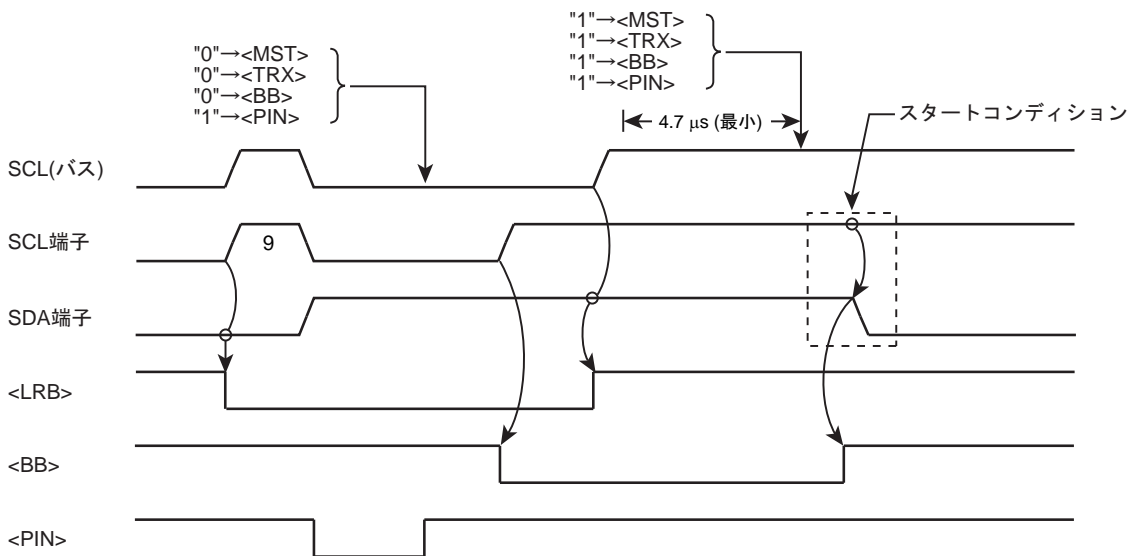 "0"→<MST>
"0"→<TRX>
"0"→<BB>
"1"→<PIN>
"1"→<MST>
"1"→<TRX>
"1"→<BB>
"1"→<PIN>
4.7 μs (最小)
スタートコンディション
SCL(バス)
SCL端子
9
SDA端子
<LRB>
<BB>
<PIN>